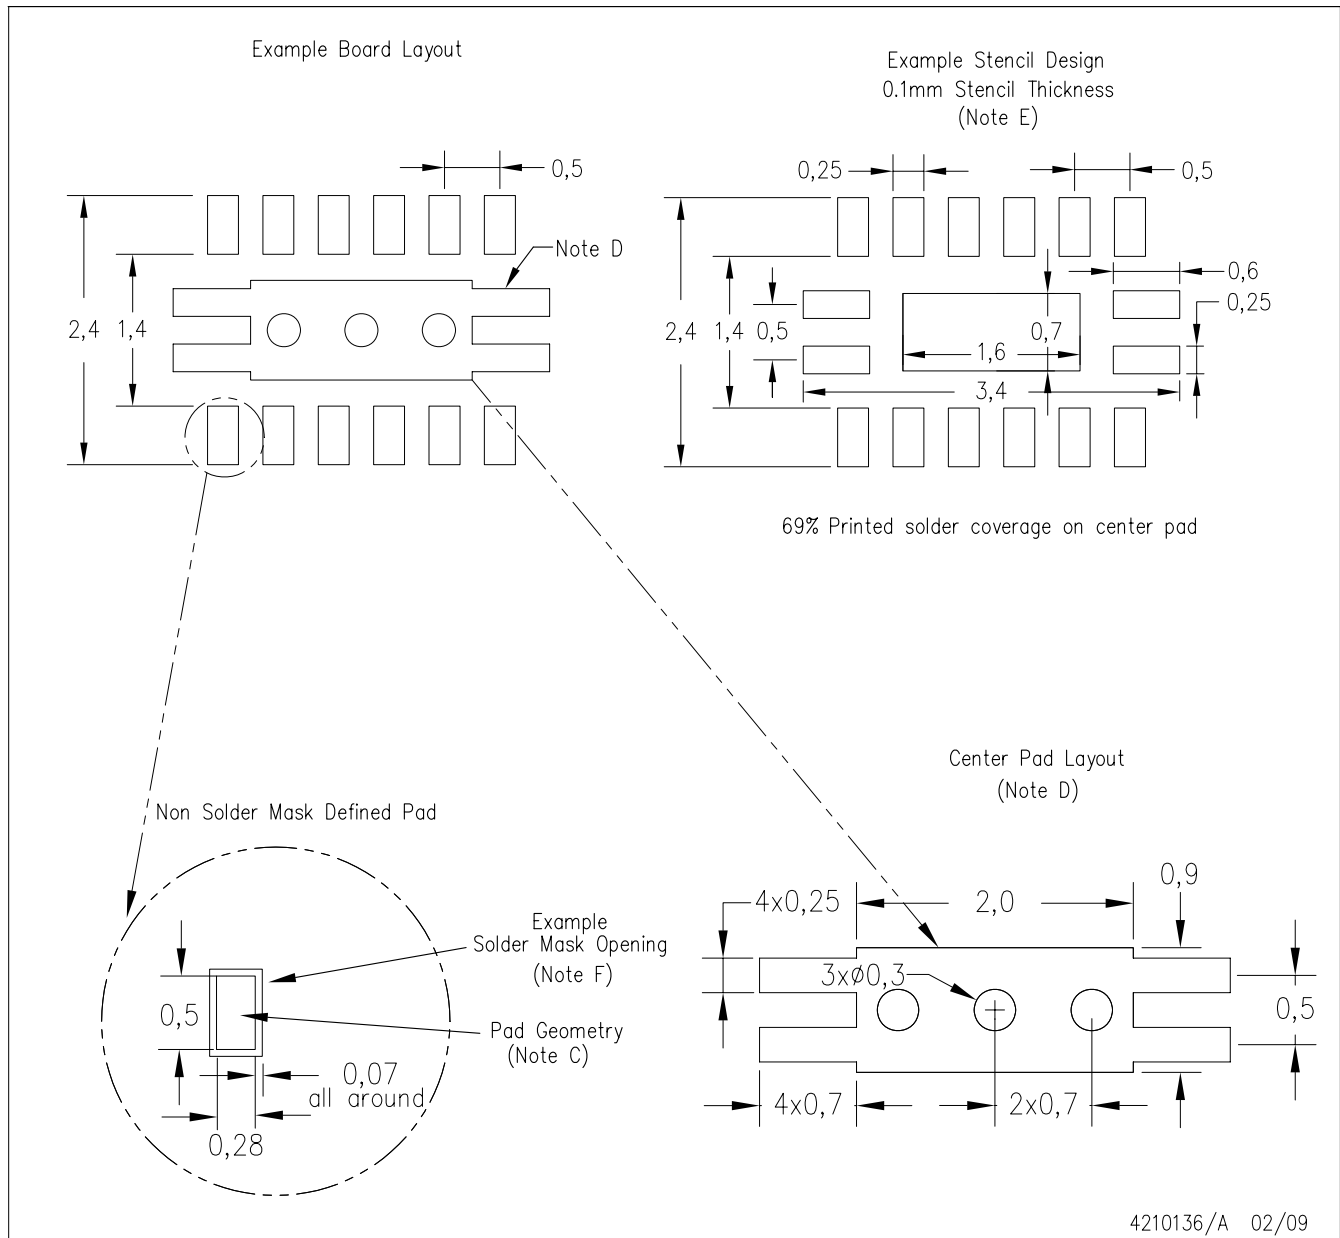 Example Board Layout
0,5
Note D
2,4
1,4
Example Stencil Design
0.1mm Stencil Thickness
(Note E)
0,25
0,5
0,6
0,25
2,4
1,4
0,5
0,7
1,6
3,4
69% Printed solder coverage on center pad
Non Solder Mask Defined Pad
Example
Solder Mask Opening
(Note F)
0,5
Pad Geometry
(Note C)
0,07
all around
0,28
Center Pad Layout
(Note D)
4x0,25
2,0
0,9
3xø0,3
0,5
4x0,7
2x0,7
4210136/A 02/09